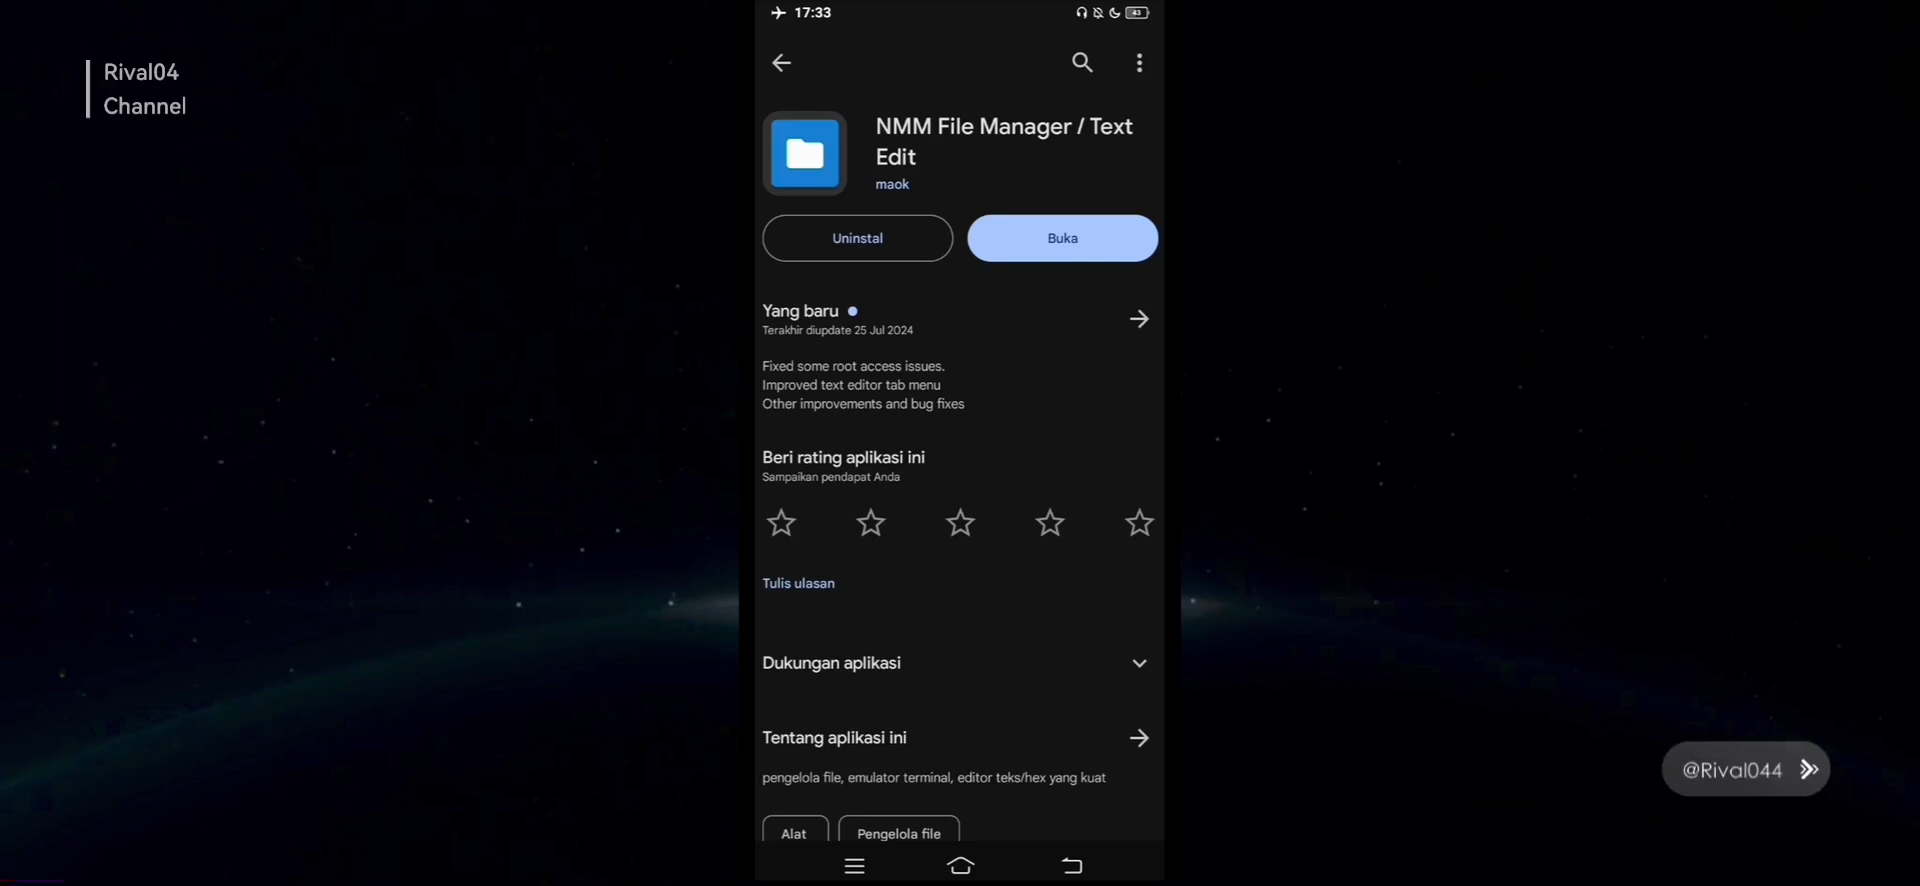 Rival04
Channel
17:33
43
NMM File Manager / Text
Edit
maok
Uninstal
Buka
Yang baru
Terakhir diupdate 25 Jul 2024
Fixed some root access issues.
Improved text editor tab menu
Other improvements and bug fixes
Beri rating aplikasi ini
Sampaikan pendapat Anda
Tulis ulasan
Dukungan aplikasi
Tentang aplikasi ini
pengelola file, emulator terminal, editor teks/hex yang kuat
Alat
Pengelola file
@Rival044